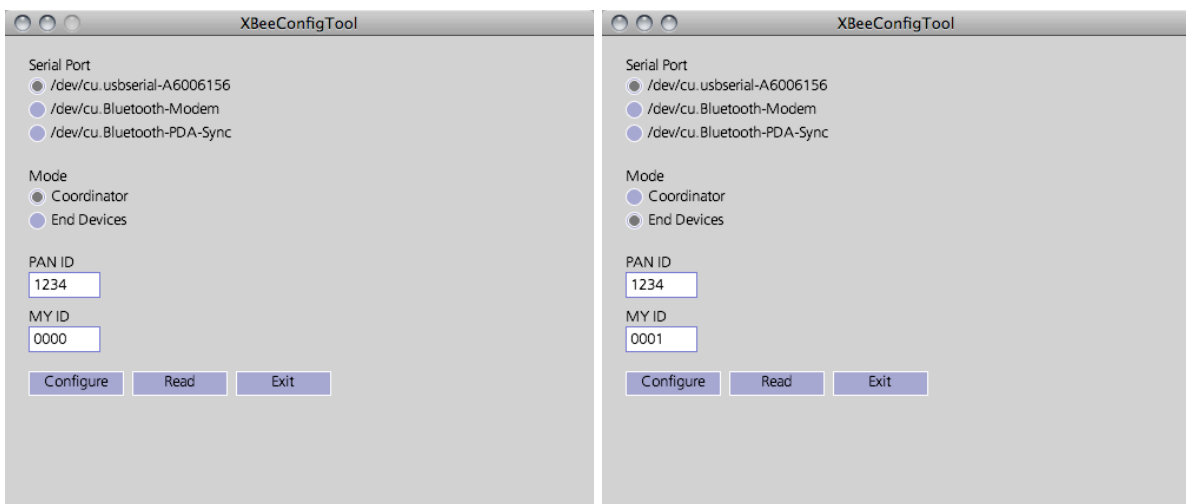 XBeeConfigTool
Serial Port
/dev/cu.usbserial-A6006156
/dev/cu.Bluetooth-Modem
/dev/cu.Bluetooth-PDA-Sync
Mode
Coordinator
End Devices
PAN ID
1234
MY ID
0000
Configure Read Exit
XBeeConfigTool
Serial Port
/dev/cu.usbserial-A6006156
/dev/cu.Bluetooth-Modem
/dev/cu.Bluetooth-PDA-Sync
Mode
Coordinator
End Devices
PAN ID
1234
MY ID
0001
Configure Read Exit